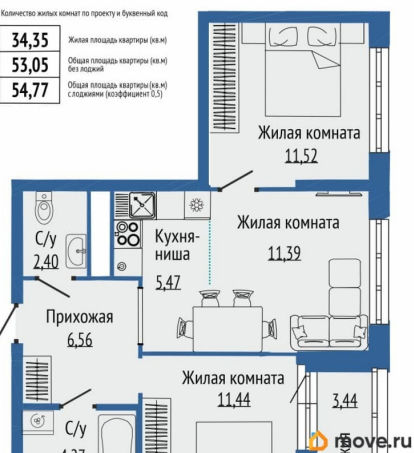 Количество жилых комнат по проекту и буквенный код
34,35 Жилая площадь квартиры (кв.м)
53,05 Общая площадь квартиры (кв.м)
без лоджий
54,77 Общая площадь квартиры (кв.м)
с лоджиями (коэффициент 0,5)
Жилая комната
11,52
С/у
2,40
Кухня-
ниша
5,47
Жилая комната
11,39
Прихожая
6,56
Жилая комната
11,44
3,44
С/у
4,27
move.ru